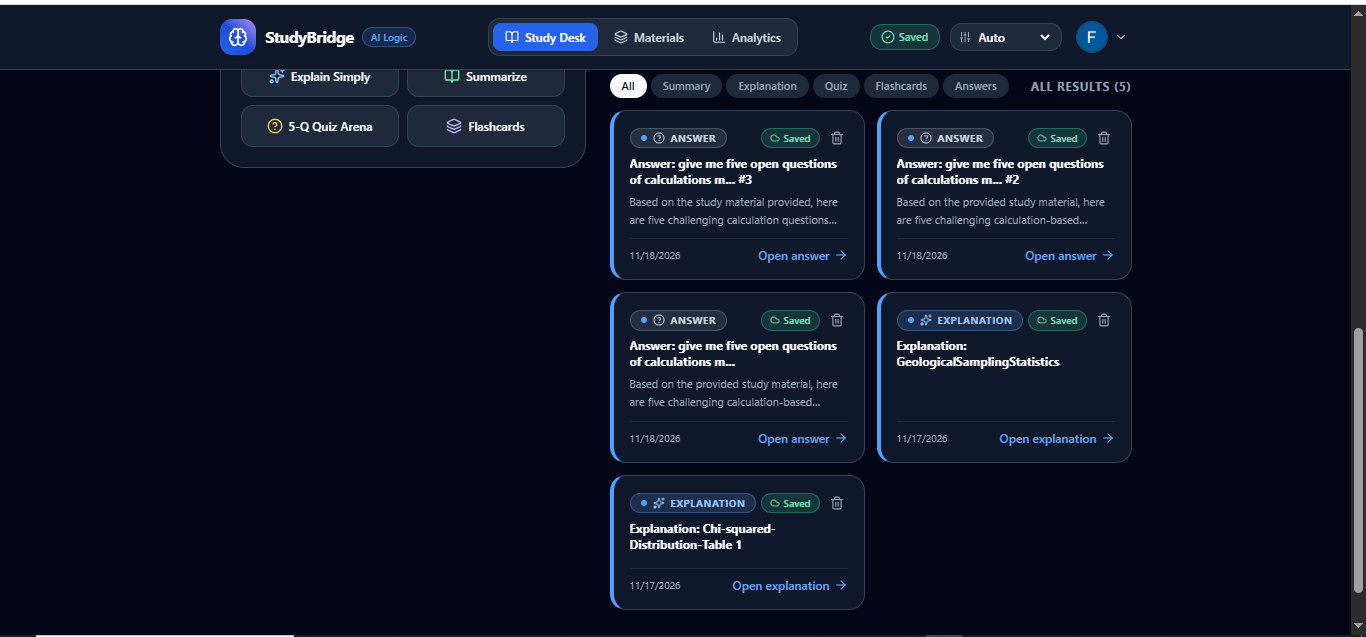 StudyBridge
AI Logic
Study Desk
Materials
Analytics
Saved
Auto
F
Explain Simply
Summarize
5-Q Quiz Arena
Flashcards
All
Summary
Explanation
Quiz
Flashcards
Answers
ALL RESULTS (5)
ANSWER
Saved
Answer: give me five open questions
of calculations m... #3
Based on the study material provided, here
are five challenging calculation questions...
11/18/2026
Open answer
ANSWER
Saved
Answer: give me five open questions
of calculations m... #2
Based on the provided study material, here
are five challenging calculation-based...
11/18/2026
Open answer
ANSWER
Saved
Answer: give me five open questions
of calculations m...
Based on the provided study material, here
are five challenging calculation-based...
11/18/2026
Open answer
EXPLANATION
Saved
Explanation:
GeologicalSamplingStatistics
11/17/2026
Open explanation
EXPLANATION
Saved
Explanation: Chi-squared-
Distribution-Table 1
11/17/2026
Open explanation